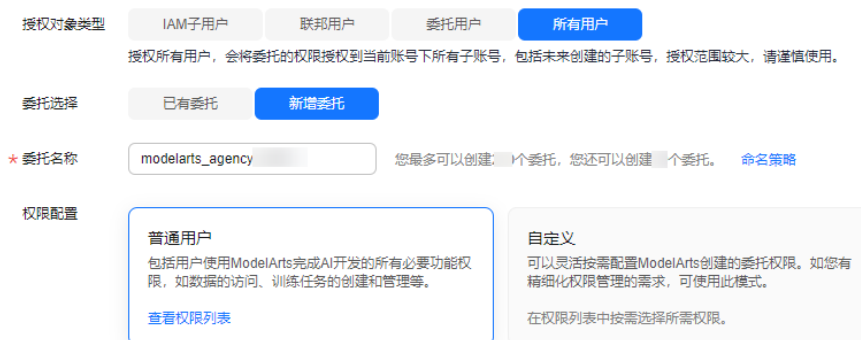 授权对象类型 IAM子用户 联邦用户 委托用户 所有用户
授权所有用户，会将委托的权限授权到当前账号下所有子账号，包括未来创建的子账号，授权范围较大，请谨慎使用。
委托选择 已有委托 新增委托
* 委托名称 modelarts_agency 您最多可以创建 个委托，您还可以创建 个委托。 命名策略
权限配置
普通用户
包括用户使用ModelArts完成AI开发的所有必要功能权
限，如数据的访问、训练任务的创建和管理等。
查看权限列表
自定义
可以灵活按需配置ModelArts创建的委托权限。如您有
精细化权限管理的需求，可使用此模式。
在权限列表中按需选择所需权限。